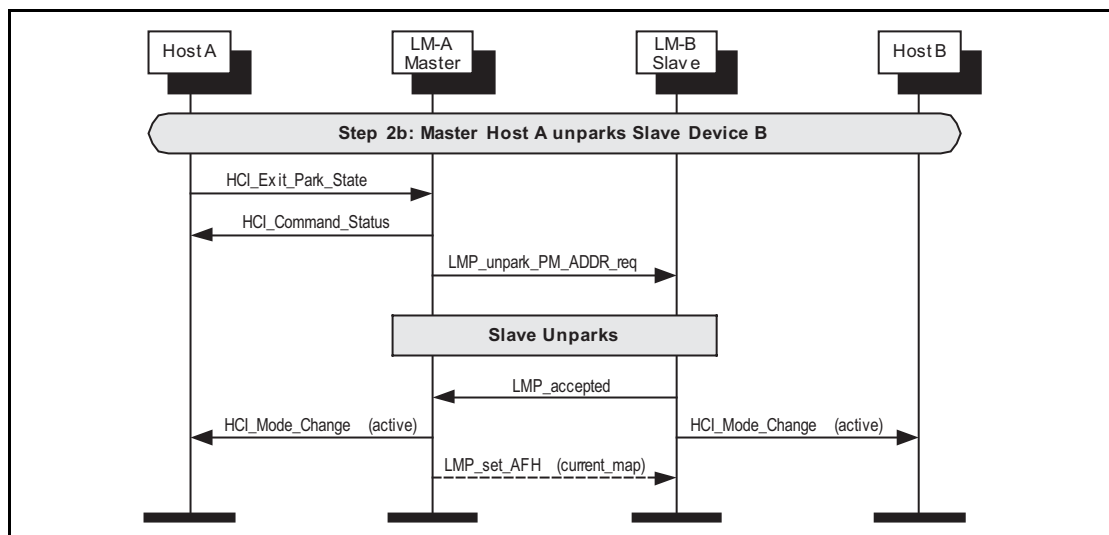 Host A
LM-A
Master
LM-B
Slave
Host B
Step 2b: Master Host A unparks Slave Device B
HCI_Exit_Park_State
HCI_Command_Status
LMP_unpark_PM_ADDR_req
Slave Unparks
LMP_accepted
HCI_Mode_Change (active)
HCI_Mode_Change (active)
LMP_set_AFH (current_map)